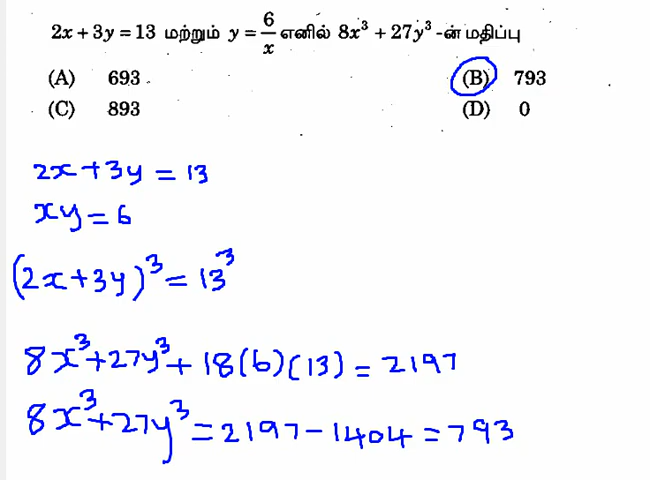 2x + 3y = 13 மற்றும் y = 6/x எனில் 8x³ + 27y³ -ன் மதிப்பு
(A) 693 (B) 793
(C) 893 (D) 0
2x + 3y = 13
xy = 6
(2x + 3y)³ = 13³
8x³ + 27y³ + 18(6)(13) = 2197
8x³ + 27y³ = 2197 - 1404 = 793